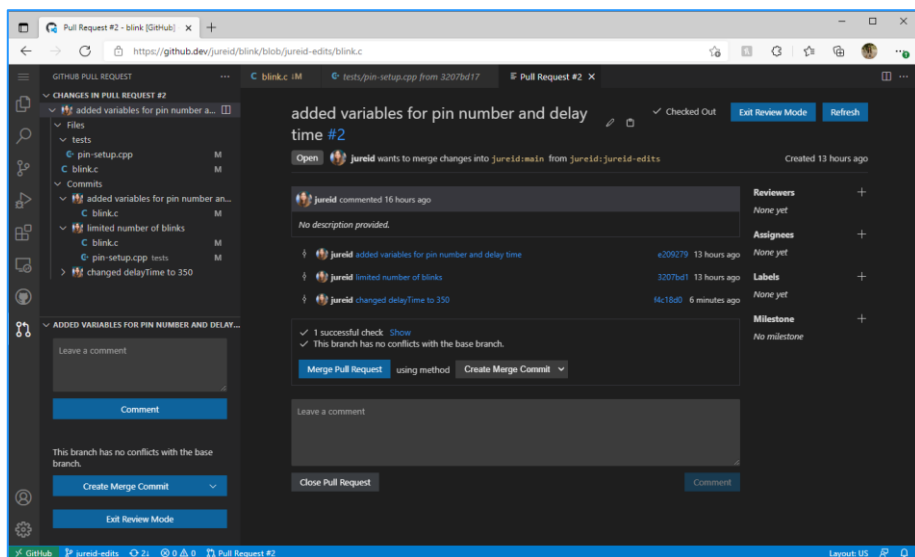 Pull Request #2 - blink [GitHub]
https://github.dev/jureid/blink/blob/jureid-edits/blink.c
GITHUB PULL REQUEST
CHANGES IN PULL REQUEST #2
added variables for pin number a...
Files
tests
pin-setup.cpp M
C blink.c M
Commits
added variables for pin number an...
C blink.c M
limited number of blinks
C blink.c M
pin-setup.cpp tests M
changed delayTime to 350
ADDED VARIABLES FOR PIN NUMBER AND DELAY...
Leave a comment
Comment
This branch has no conflicts with the base
branch.
Create Merge Commit
Exit Review Mode
C blink.c ↓M
tests/pin-setup.cpp from 3207bd17
Pull Request #2
added variables for pin number and delay
time #2
Checked Out
Exit Review Mode
Refresh
Open jureid wants to merge changes into jureid:main from jureid:jureid-edits
Created 13 hours ago
jureid commented 16 hours ago
No description provided.
jureid added variables for pin number and delay time e209279 13 hours ago
jureid limited number of blinks 3207bd1 13 hours ago
jureid changed delayTime to 350 f4c18d0 6 minutes ago
1 successful check Show
This branch has no conflicts with the base branch.
Merge Pull Request using method Create Merge Commit
Leave a comment
Close Pull Request
Comment
Reviewers
None yet
Assignees
None yet
Labels
None yet
Milestone
No milestone
GitHub jureid-edits 2↓ 0 0 Pull Request #2 Layout: US